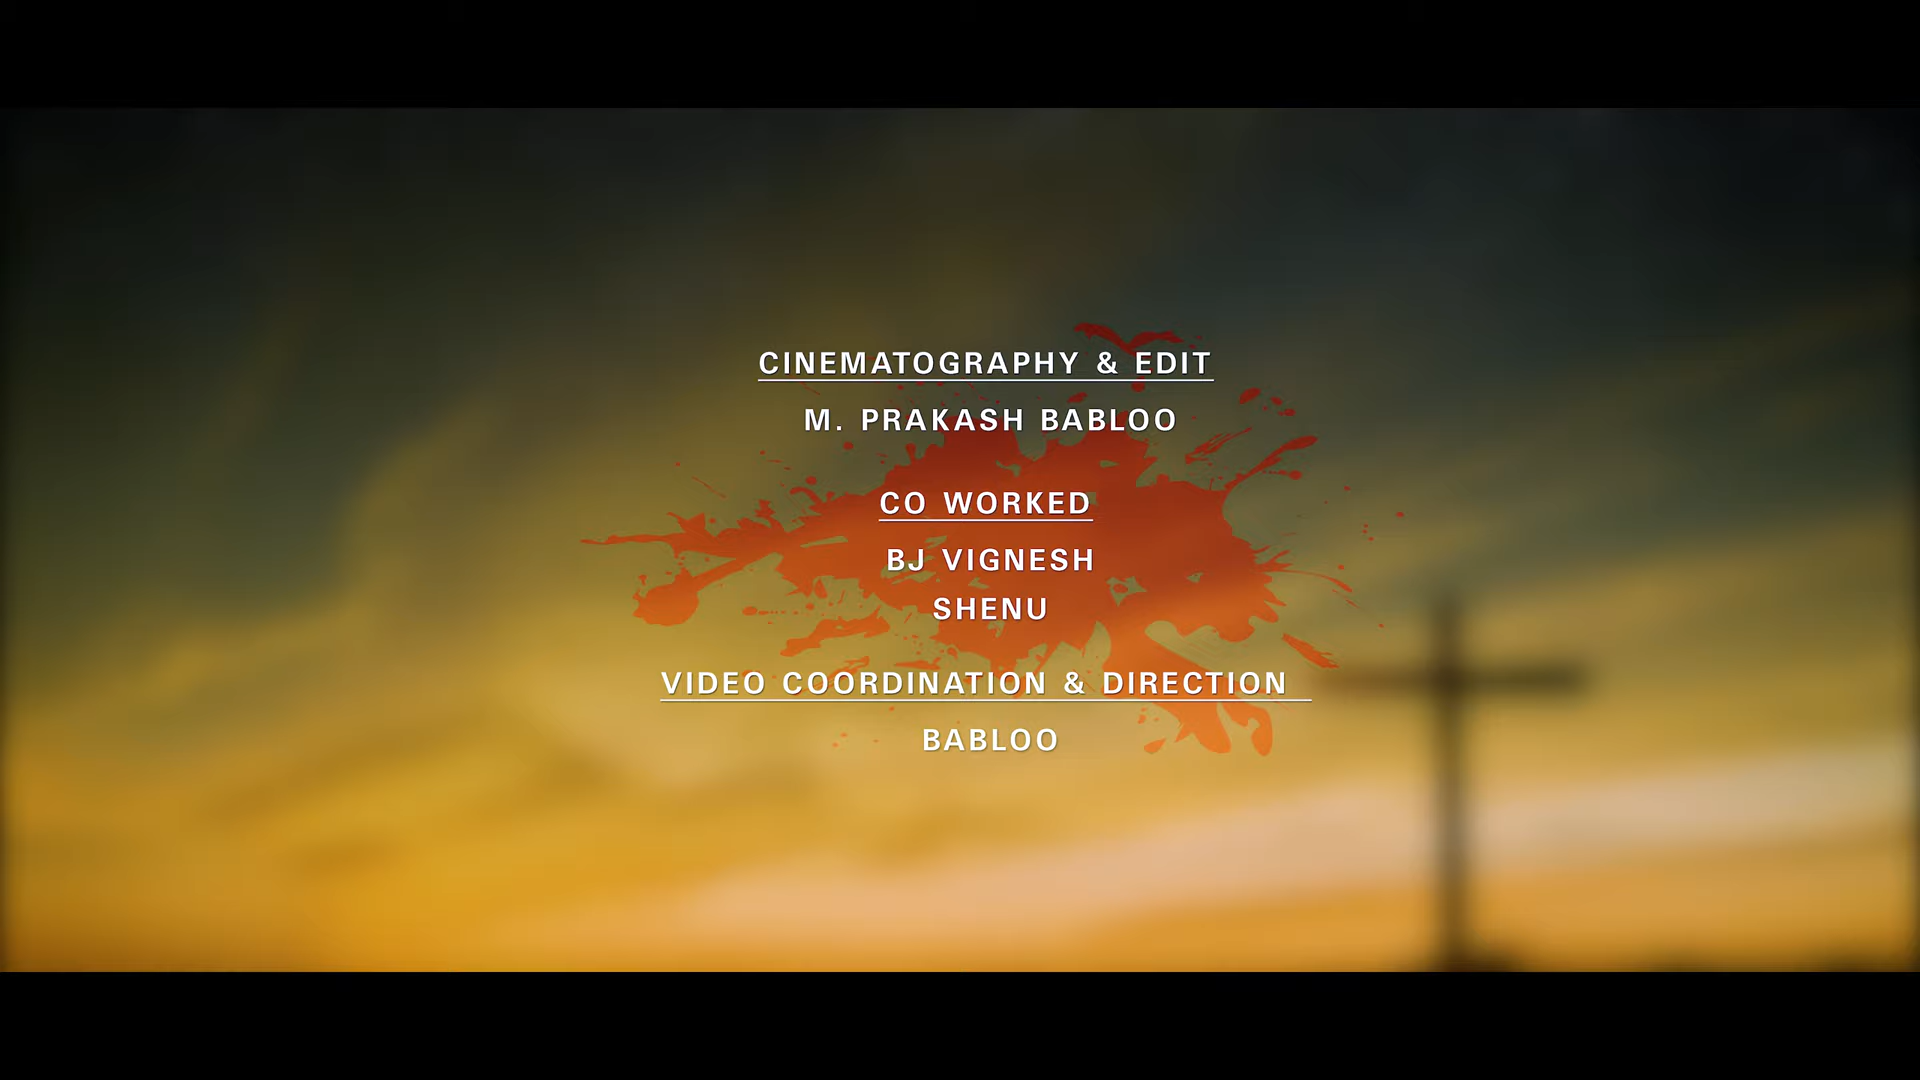 CINEMATOGRAPHY & EDIT
M. PRAKASH BABLOO
CO WORKED
BJ VIGNESH
SHENU
VIDEO COORDINATION & DIRECTION
BABLOO